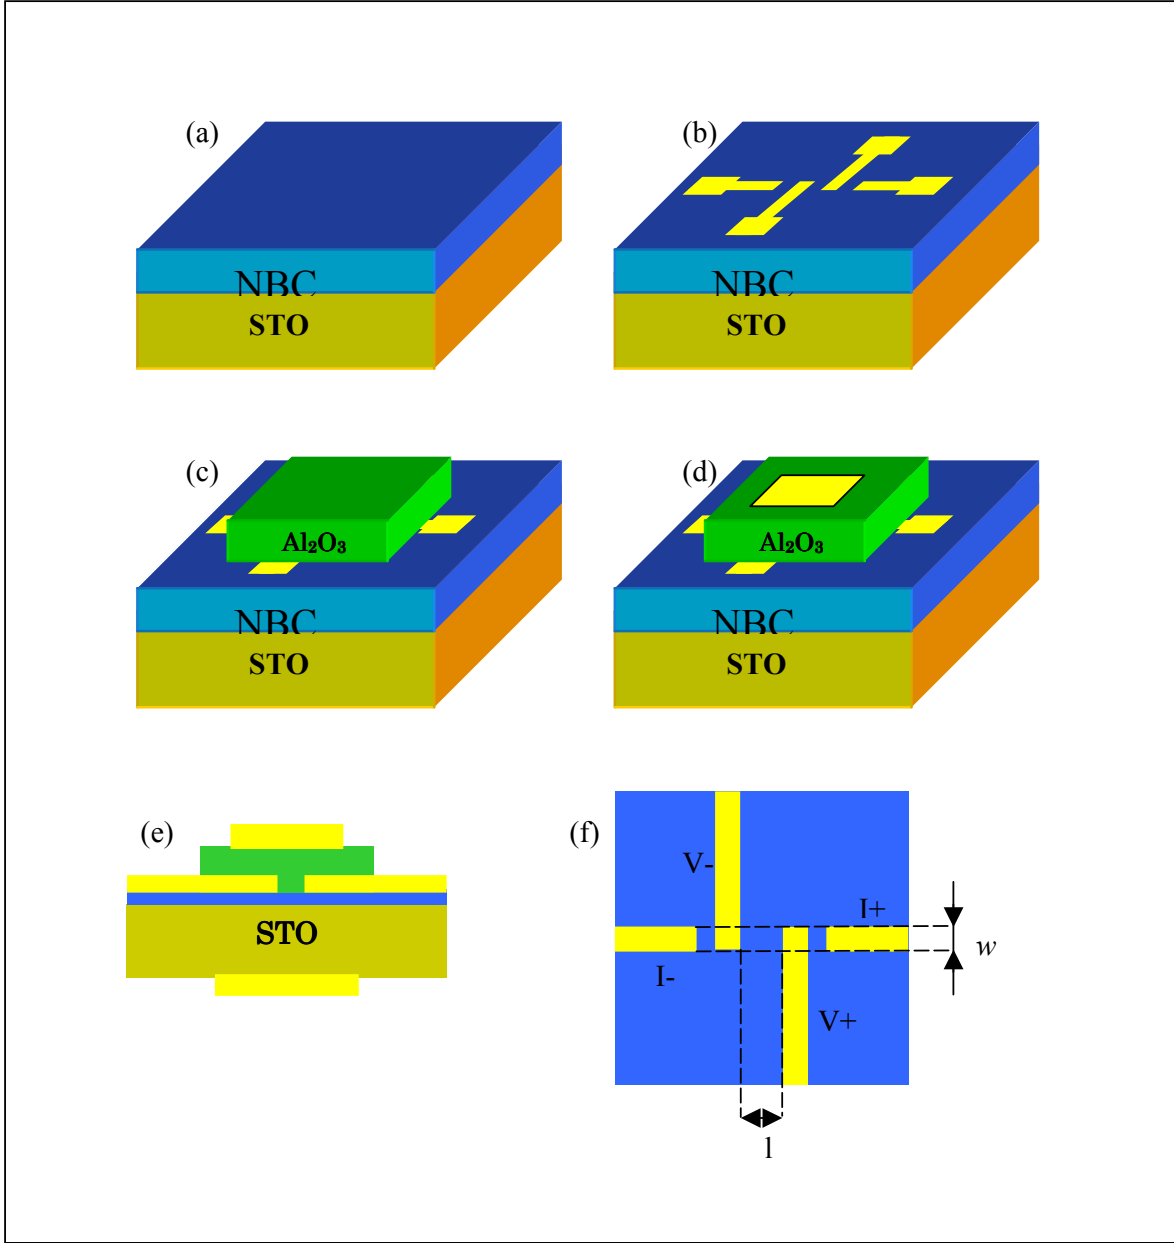 (a)
(b)
NBC
STO
NBC
STO
(c)
(d)
Al₂O₃
Al₂O₃
NBC
STO
NBC
STO
(e)
(f)
STO
V-
I+
w
I-
V+
l